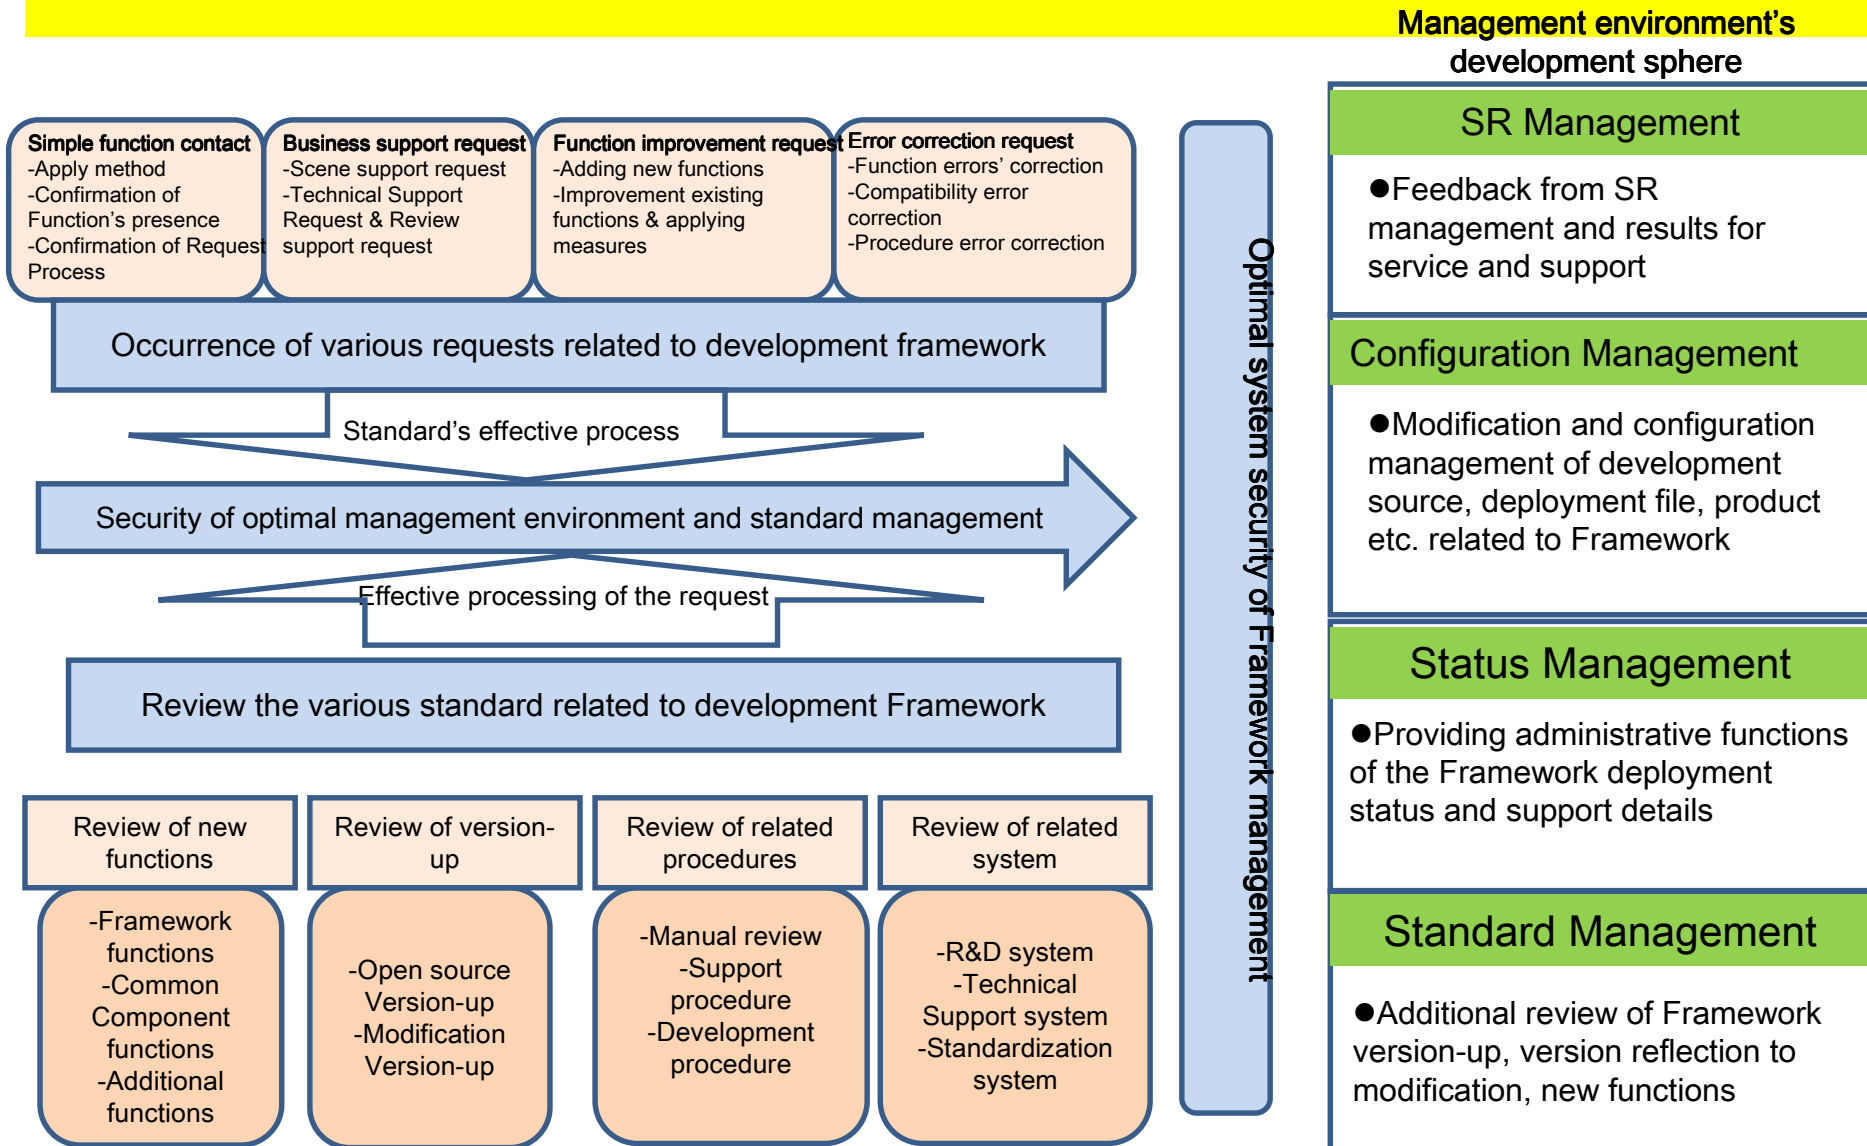 Management environment's
development sphere
Simple function contact
-Apply method
-Confirmation of
Function's presence
-Confirmation of Request
Process
Business support request
-Scene support request
-Technical Support
Request & Review
support request
Function improvement request
-Adding new functions
-Improvement existing
functions & applying
measures
Error correction request
-Function errors' correction
-Compatibility error
correction
-Procedure error correction
Occurrence of various requests related to development framework
Standard's effective process
Security of optimal management environment and standard management
Effective processing of the request
Review the various standard related to development Framework
Review of new
functions
-Framework
functions
-Common
Component
functions
-Additional
functions
Review of version-
up
-Open source
Version-up
-Modification
Version-up
Review of related
procedures
-Manual review
-Support
procedure
-Development
procedure
Review of related
system
-R&D system
-Technical
Support system
-Standardization
system
Optimal system security of Framework management
SR Management
●Feedback from SR
management and results for
service and support
Configuration Management
●Modification and configuration
management of development
source, deployment file, product
etc. related to Framework
Status Management
●Providing administrative functions
of the Framework deployment
status and support details
Standard Management
●Additional review of Framework
version-up, version reflection to
modification, new functions